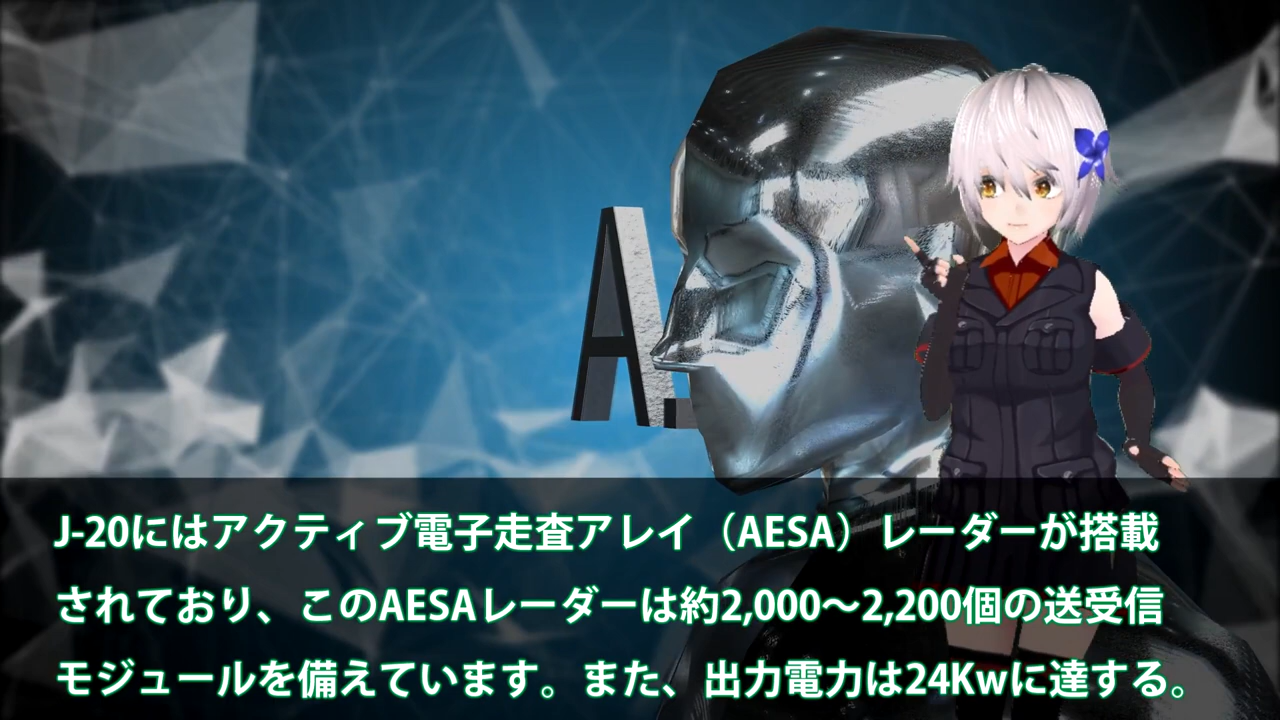 A.
J-20にはアクティブ電子走査アレイ（AESA）レーダーが搭載
されており、このAESAレーダーは約2,000〜2,200個の送受信
モジュールを備えています。また、出力電力は24Kwに達する。